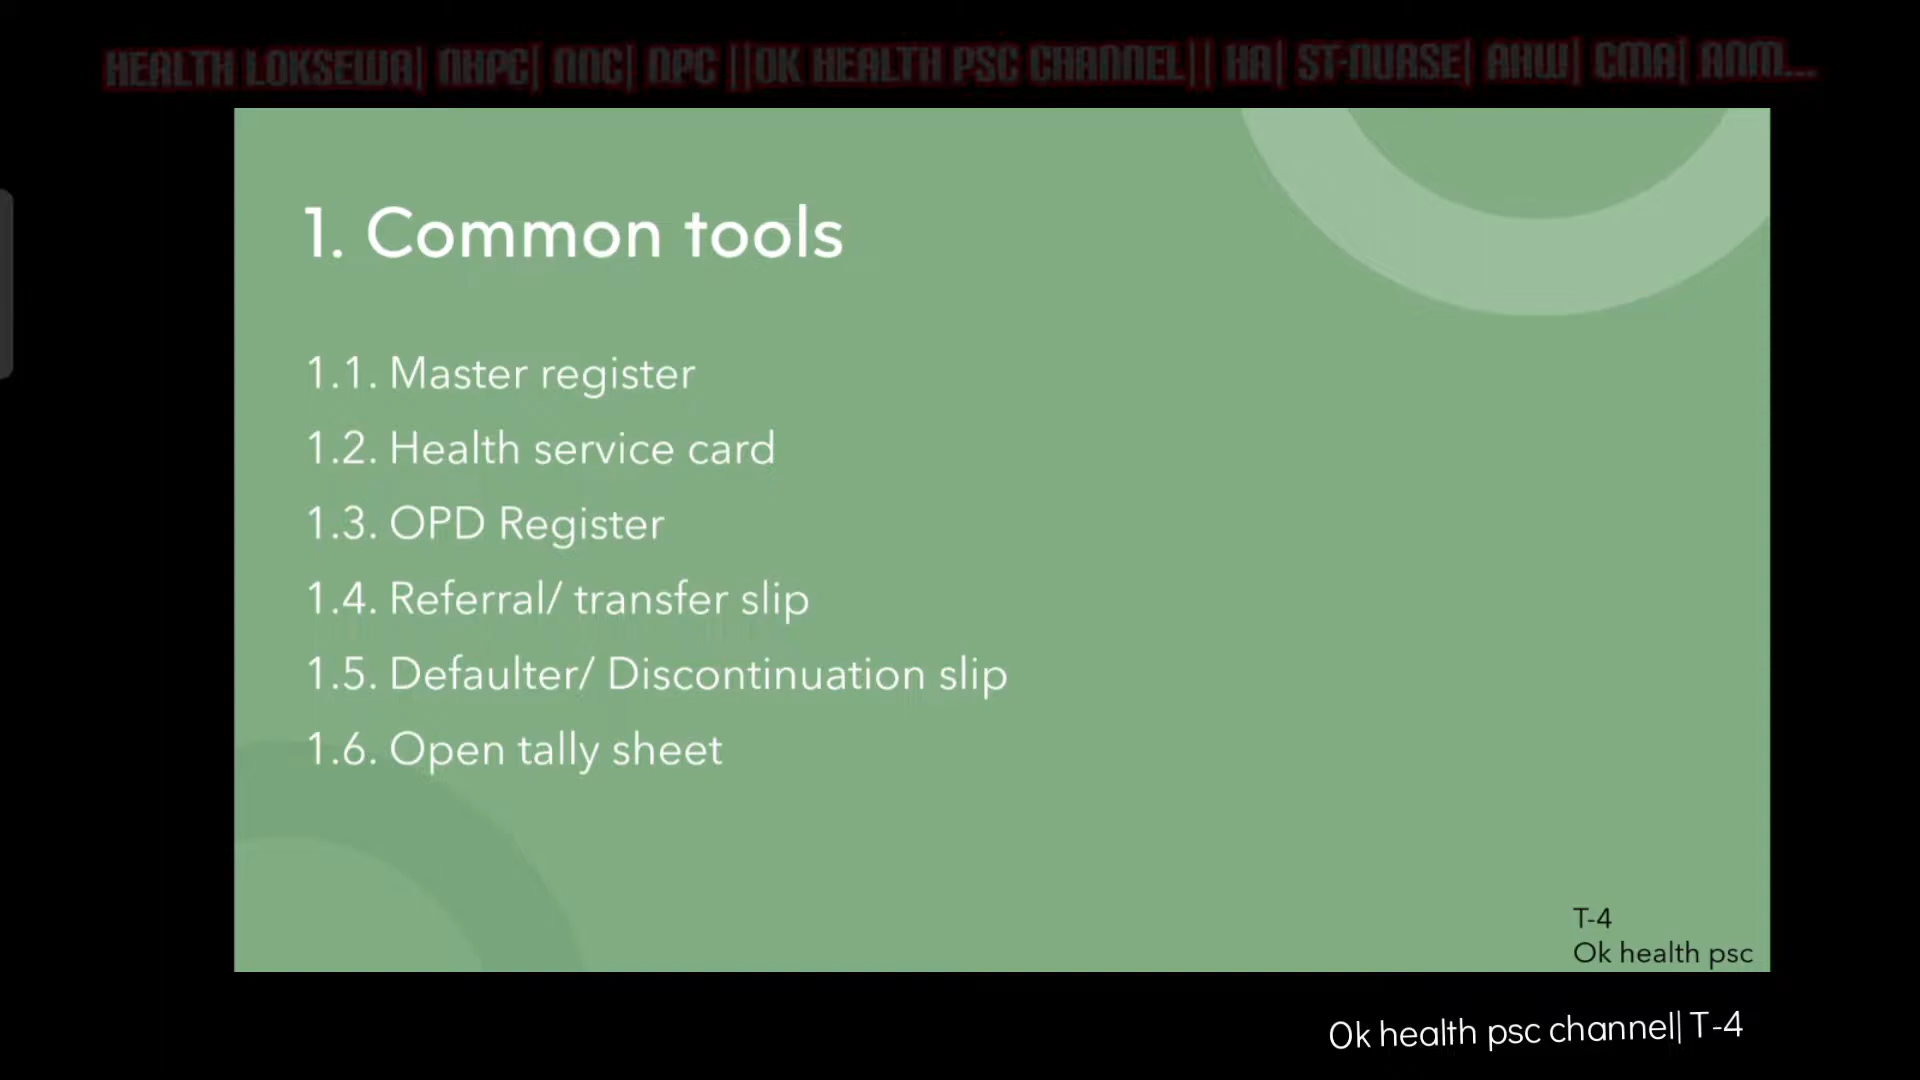 HEALTH LOKSEWA| NHPC| NNC| NPC ||OK HEALTH PSC CHANNEL|| HA| ST-NURSE| AHW| CMA| ANM...
1. Common tools
1.1. Master register
1.2. Health service card
1.3. OPD Register
1.4. Referral/ transfer slip
1.5. Defaulter/ Discontinuation slip
1.6. Open tally sheet
T-4
Ok health psc
Ok health psc channel|| T-4